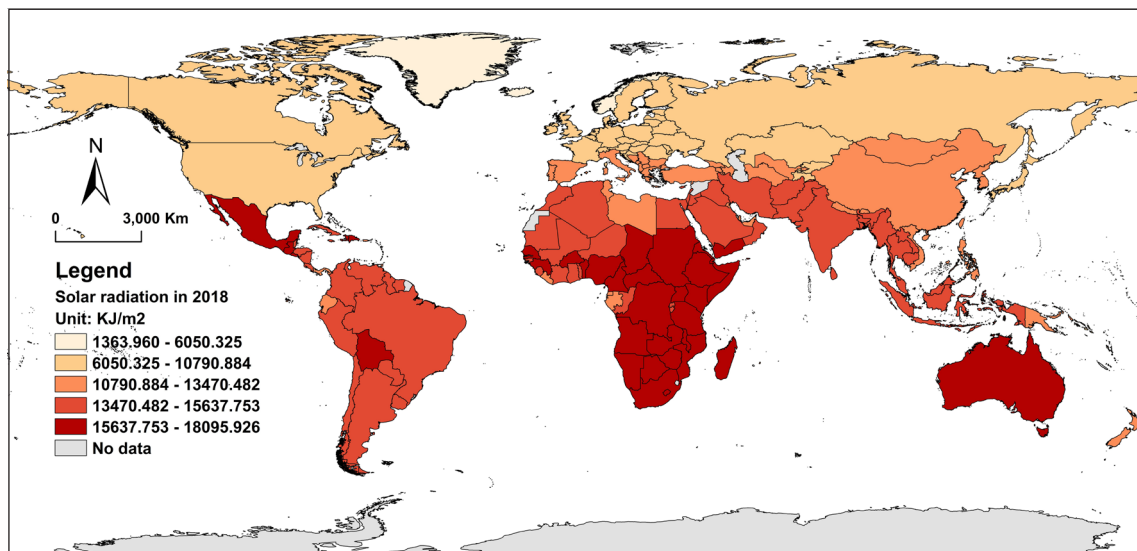 N
0 3,000 Km
Legend
Solar radiation in 2018
Unit: KJ/m2
1363.960 - 6050.325
6050.325 - 10790.884
10790.884 - 13470.482
13470.482 - 15637.753
15637.753 - 18095.926
No data